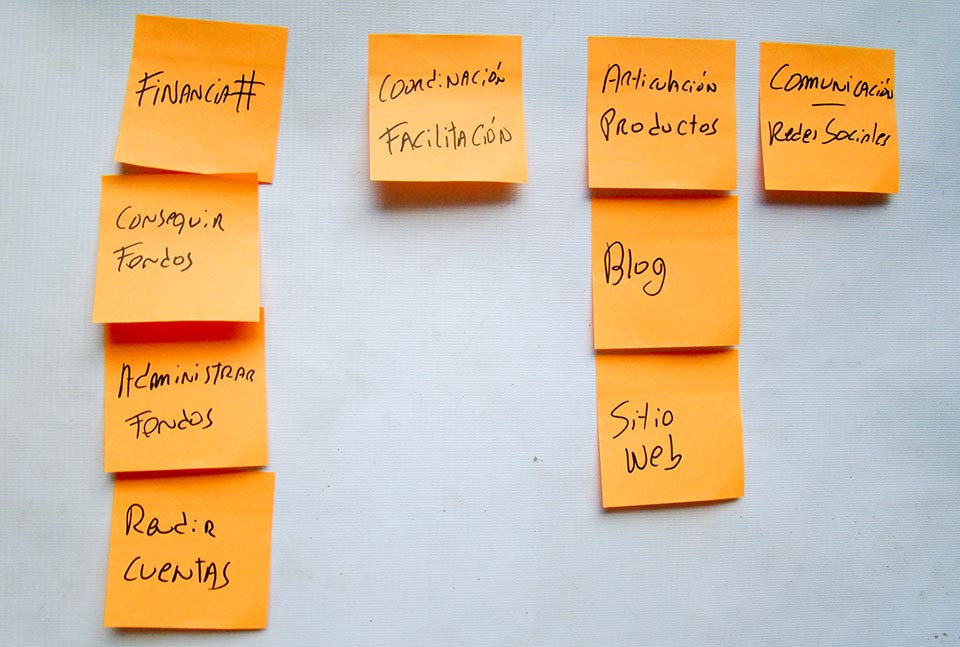 Financia#
Conseguir
Fondos
Administrar
Fondos
Rendir
Cuentas
Coordinación
Facilitación
Articulación
Productos
Blog
Sitio
Web
Comunicación
Redes Sociales